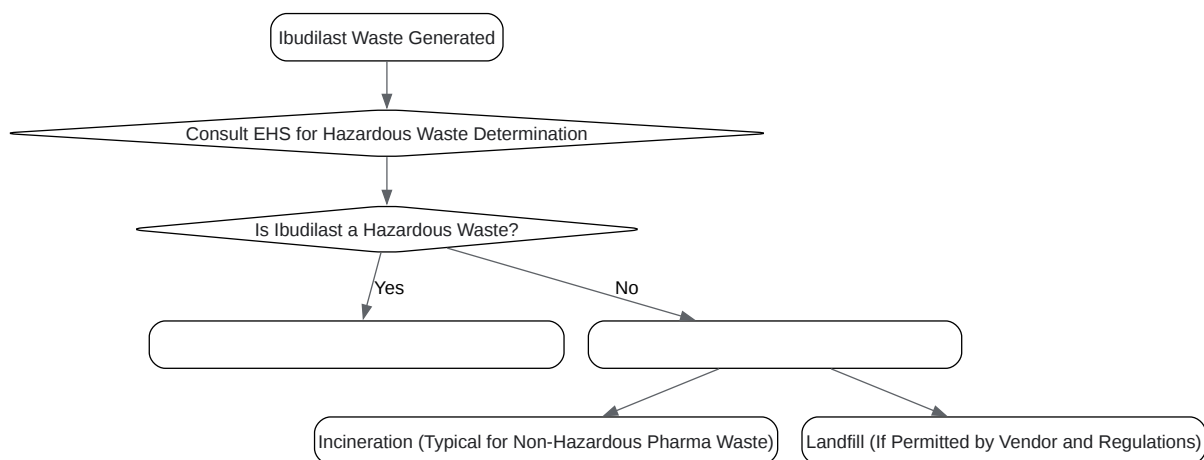 Ibudilast Waste Generated
Consult EHS for Hazardous Waste Determination
Is Ibudilast a Hazardous Waste?
Yes
No
Incineration (Typical for Non-Hazardous Pharma Waste)
Landfill (If Permitted by Vendor and Regulations)